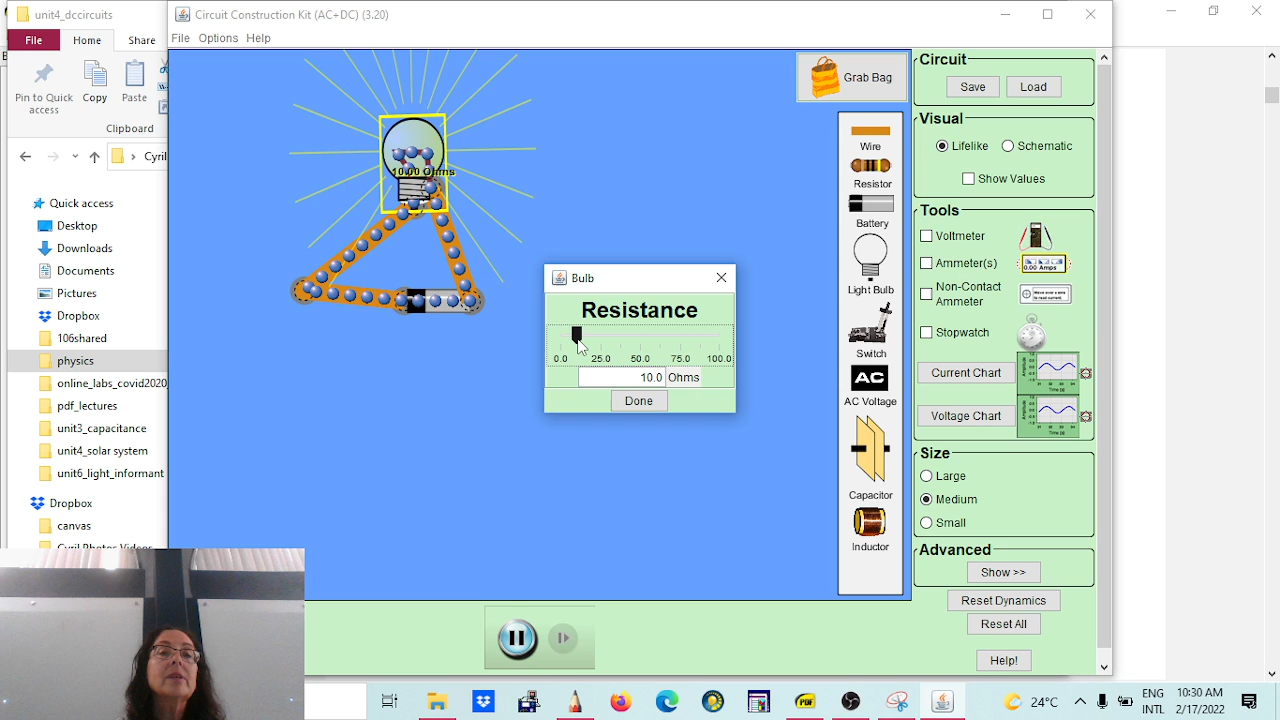 unit4_dccircuits
File
Home
Share
Pin to Quick access
Copy
Paste
Clipboard
Cyril
Quick access
Desktop
Downloads
Documents
Pictures
Dropbox
106shared
physics
online_labs_covid2020
pdf_lectures
unit3_capacitance
unit4_solar system
unit6_light_informant
Dropbox
canvas
Cyril Photos Videos
Circuit Construction Kit (AC+DC) (3.20)
File Options Help
10.00 Ohms
Bulb
Resistance
0.0 25.0 50.0 75.0 100.0
10.0 Ohms
Done
Grab Bag
Wire
Resistor
Battery
Light Bulb
Switch
AC
AC Voltage
Capacitor
Inductor
Circuit
Save
Load
Visual
Lifelike
Schematic
Show Values
Tools
Voltmeter
Ammeter(s)
0.00 Amps
Non-Contact
Ammeter
Stopwatch
Current Chart
Voltage Chart
Size
Large
Medium
Small
Advanced
Show >>
Reset Dynamics
Reset All
Help!
PDF
24°C
ENG
INTL
10:30 AM
2/17/2022